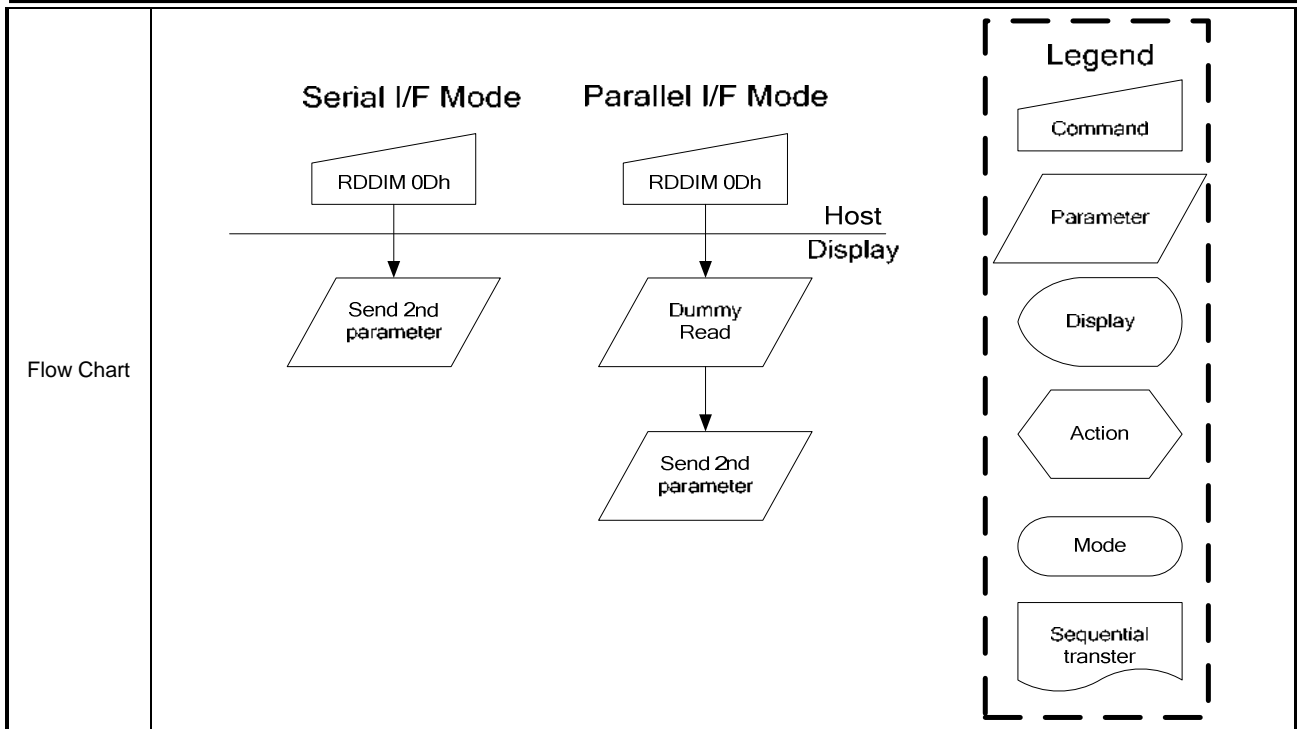 Flow Chart
Serial I/F Mode
RDDIM 0Dh
Send 2nd
parameter
Parallel I/F Mode
RDDIM 0Dh
Host
Display
Dummy
Read
Send 2nd
parameter
Legend
Command
Parameter
Display
Action
Mode
Sequential
transter